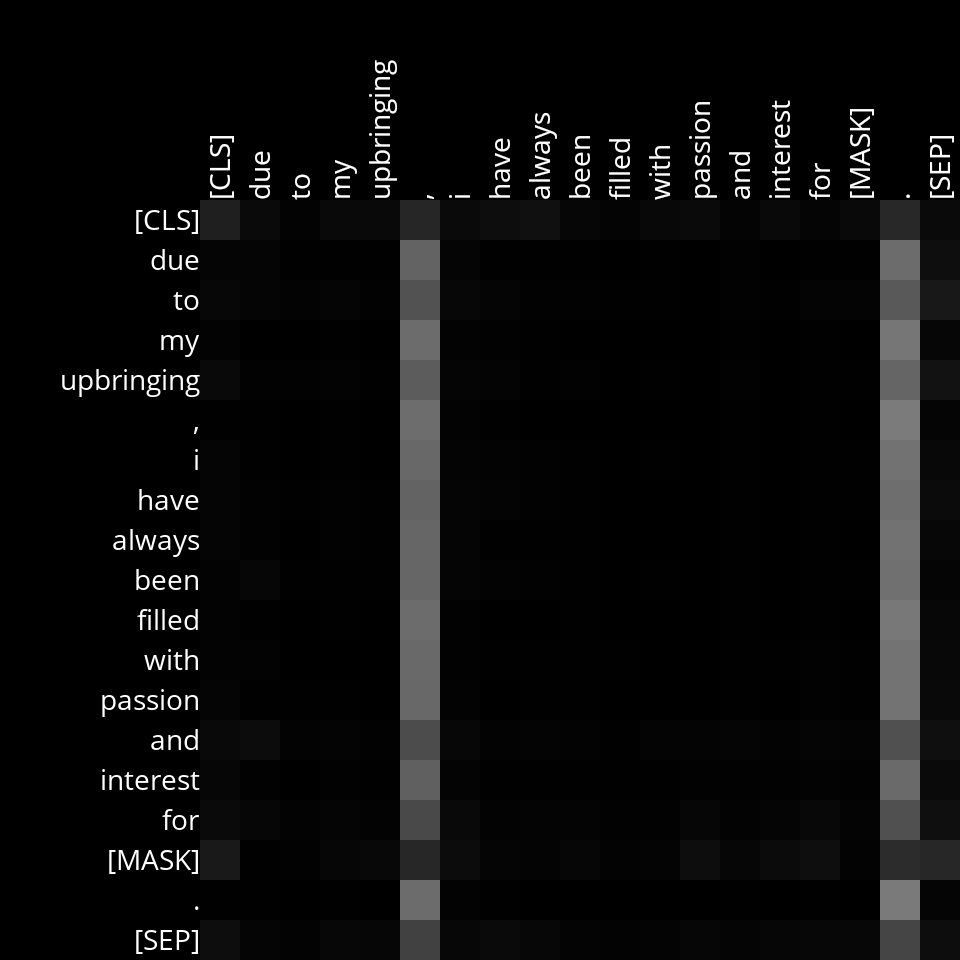 [CLS] due to my upbringing , i have always been filled with passion and interest for [MASK] . [SEP]
[CLS]
due
to
my
upbringing
,
i
have
always
been
filled
with
passion
and
interest
for
[MASK]
.
[SEP]